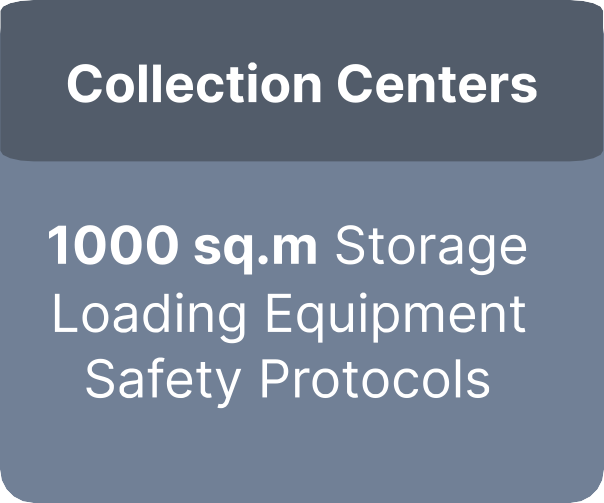 Collection Centers
1000 sq.m Storage
Loading Equipment
Safety Protocols